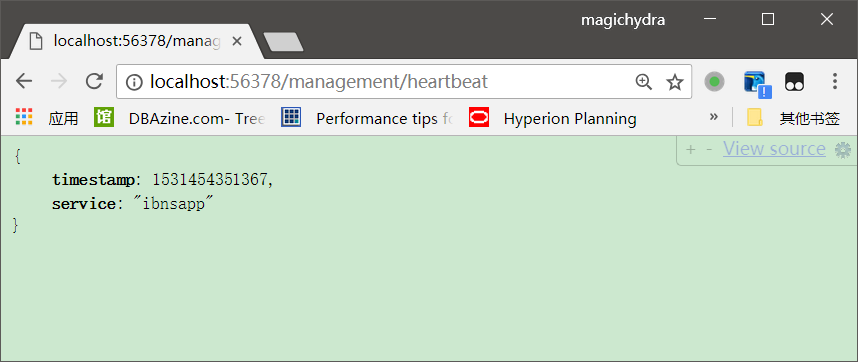 magichydra
localhost:56378/manag
localhost:56378/management/heartbeat
应用 馆 DBAzine.com- Tree Performance tips fo Hyperion Planning » 其他书签
{ + - View source
timestamp: 1531454351367,
service: "ibnsapp"
}